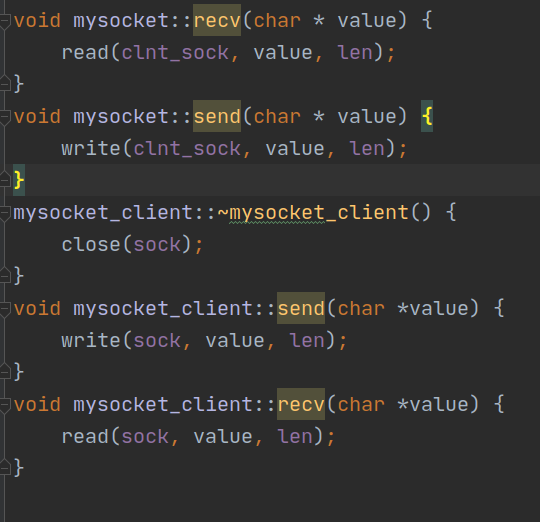 void mysocket::recv(char * value) {
    read(clnt_sock, value, len);
}
void mysocket::send(char * value) {
    write(clnt_sock, value, len);
}
mysocket_client::~mysocket_client() {
    close(sock);
}
void mysocket_client::send(char *value) {
    write(sock, value, len);
}
void mysocket_client::recv(char *value) {
    read(sock, value, len);
}